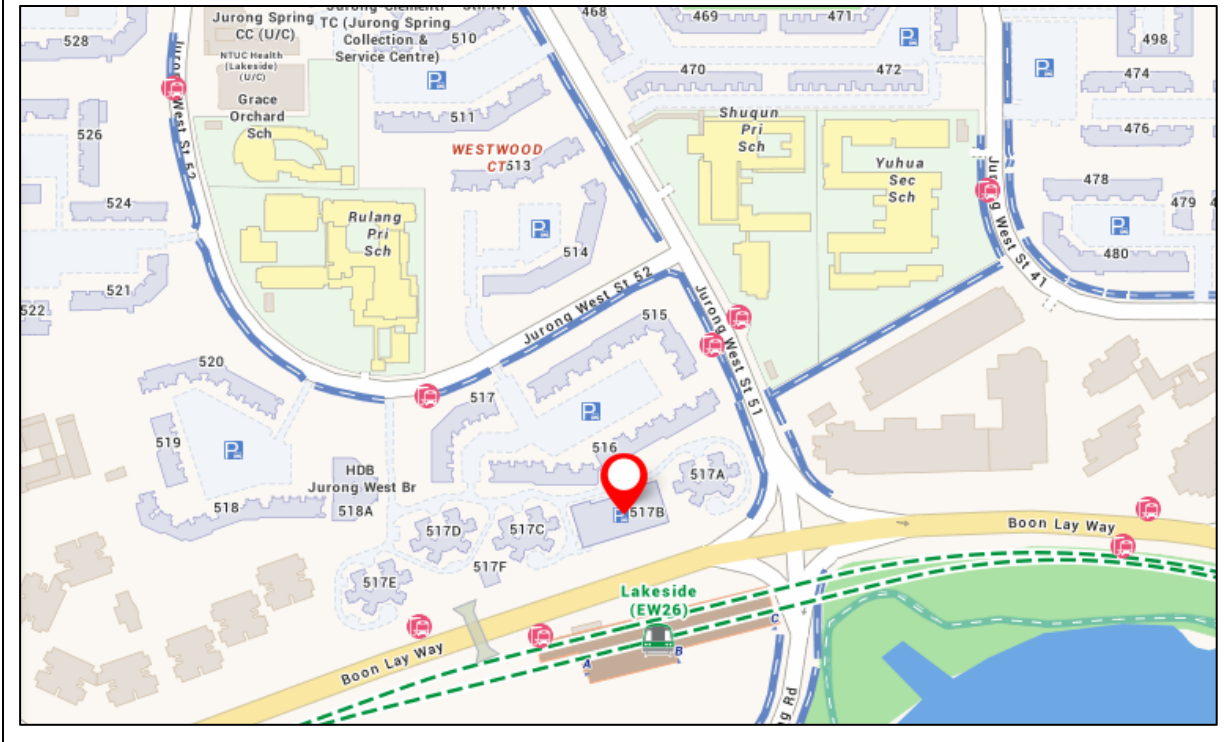 528
Jurong Spring
CC (U/C)
NTUC Health
(Lakeside)
(U/C)
Grace
Orchard
Sch
TC (Jurong Spring
Collection &
Service Centre)
510
511
468
469
471
470
472
498
474
476
478
479
480
526
524
521
522
Jurong West St 52
WESTWOOD
CT
513
514
Rulang
Pri
Sch
Shuqun
Pri
Sch
Yuhua
Sec
Sch
Jurong West St 41
Jurong West St 52
Jurong West St 51
515
520
519
518
517
516
HDB
Jurong West Br
518A
517A
517B
517C
517D
517E
517F
Boon Lay Way
Lakeside
(EW26)
A
B
C
Boon Lay Way